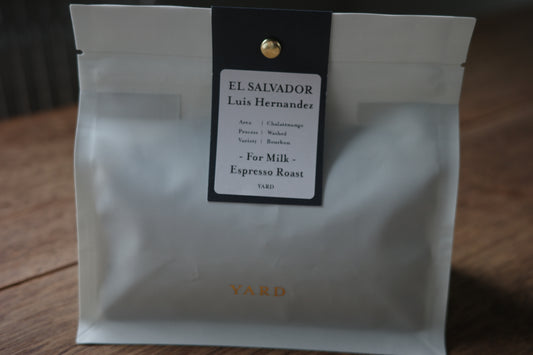 EL SALVADOR
Luis Hernandez
Area | Chalatenango
Process | Washed
Variety | Bourbon
- For Milk -
Espresso Roast
YARD
YARD